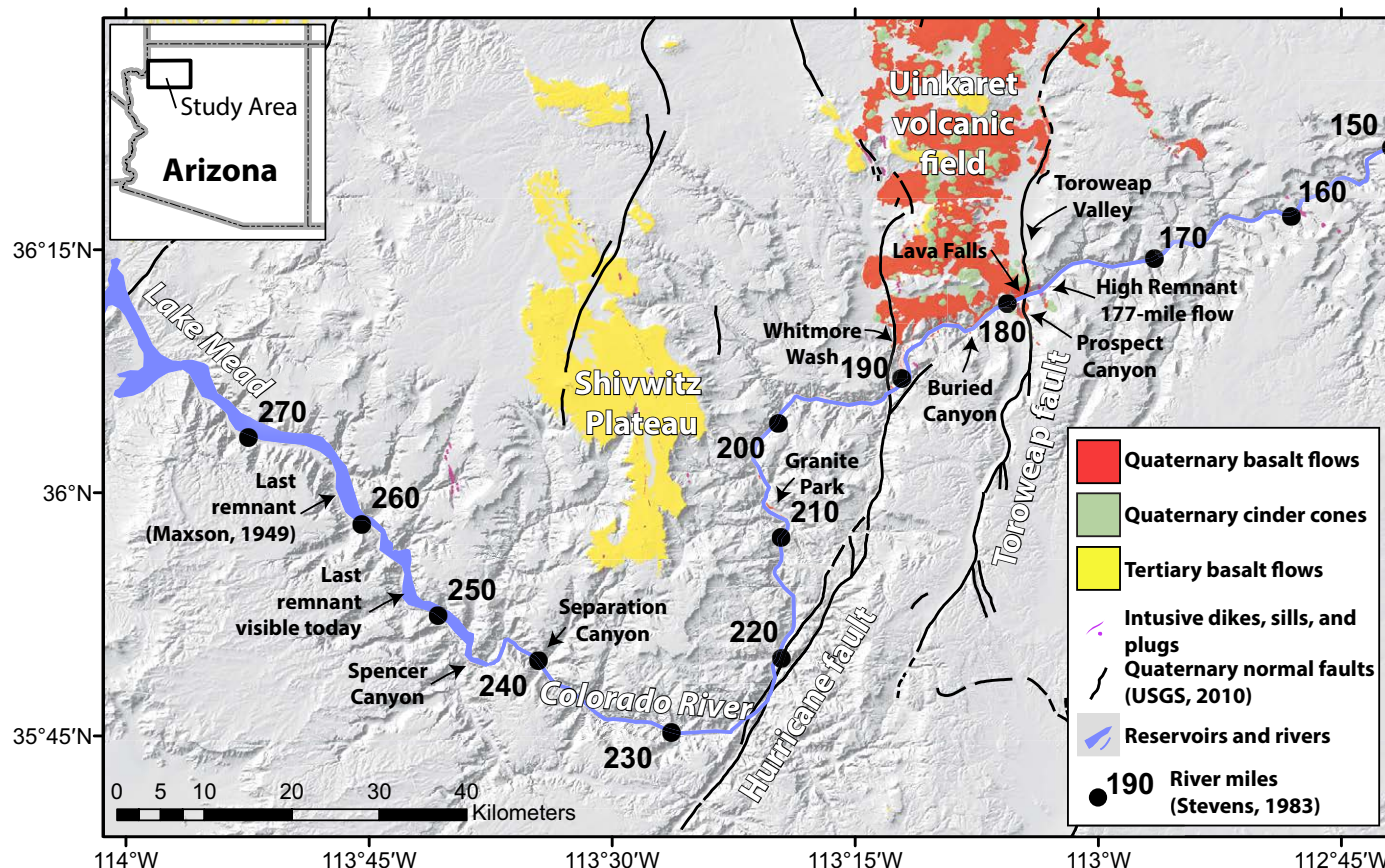 Study Area
Arizona
Uinkaret
volcanic
field
150
160
170
Toroweap
Valley
36°15'N
Lava Falls
High Remnant
177-mile flow
Lake Mead
180
Whitmore
Wash
Prospect
Canyon
190
Buried
Canyon
Shivwitz
Plateau
270
200
Toroweap fault
Granite
Park
Last
remnant
(Maxson, 1949)
36°N
260
210
Last
remnant
visible today
250
Separation
Canyon
220
Spencer
Canyon
240
Colorado River
Hurricane fault
35°45'N
230
Quaternary basalt flows
Quaternary cinder cones
Tertiary basalt flows
Intrusive dikes, sills, and
plugs
Quaternary normal faults
(USGS, 2010)
Reservoirs and rivers
190 River miles
(Stevens, 1983)
0 5 10 20 30 40
Kilometers
114°W 113°45'W 113°30'W 113°15'W 113°W 112°45'W